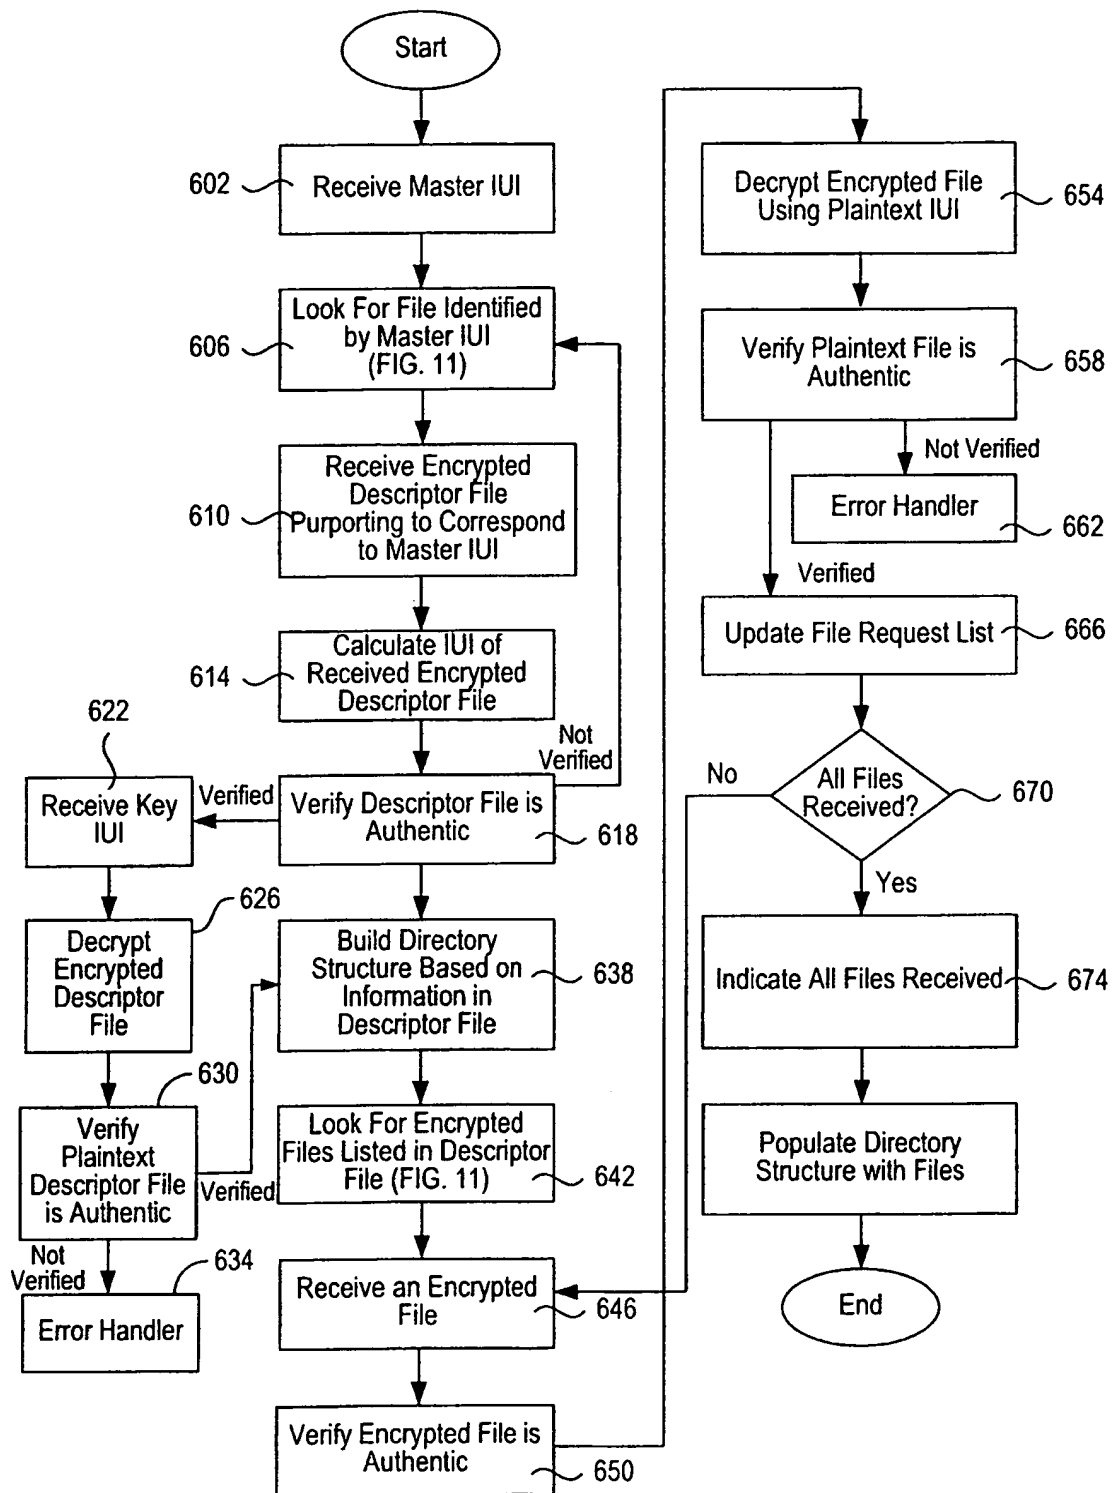 Start
602
Receive Master IUI
606
Look For File Identified
by Master IUI
(FIG. 11)
610
Receive Encrypted
Descriptor File
Purporting to Correspond
to Master IUI
614
Calculate IUI of
Received Encrypted
Descriptor File
Not
Verified
Verify Descriptor File is
Authentic
618
Verified
622
Receive Key
IUI
626
Decrypt
Encrypted
Descriptor
File
630
Verify
Plaintext
Descriptor File
is Authentic
Verified
Not
Verified
634
Error Handler
Build Directory
Structure Based on
Information in
Descriptor File
638
Look For Encrypted
Files Listed in Descriptor
File (FIG. 11)
642
Receive an Encrypted
File
646
Verify Encrypted File is
Authentic
650
Decrypt Encrypted File
Using Plaintext IUI
654
Verify Plaintext File is
Authentic
658
Not Verified
Error Handler
662
Verified
Update File Request List
666
No
All Files
Received?
670
Yes
Indicate All Files Received
674
Populate Directory
Structure with Files
End